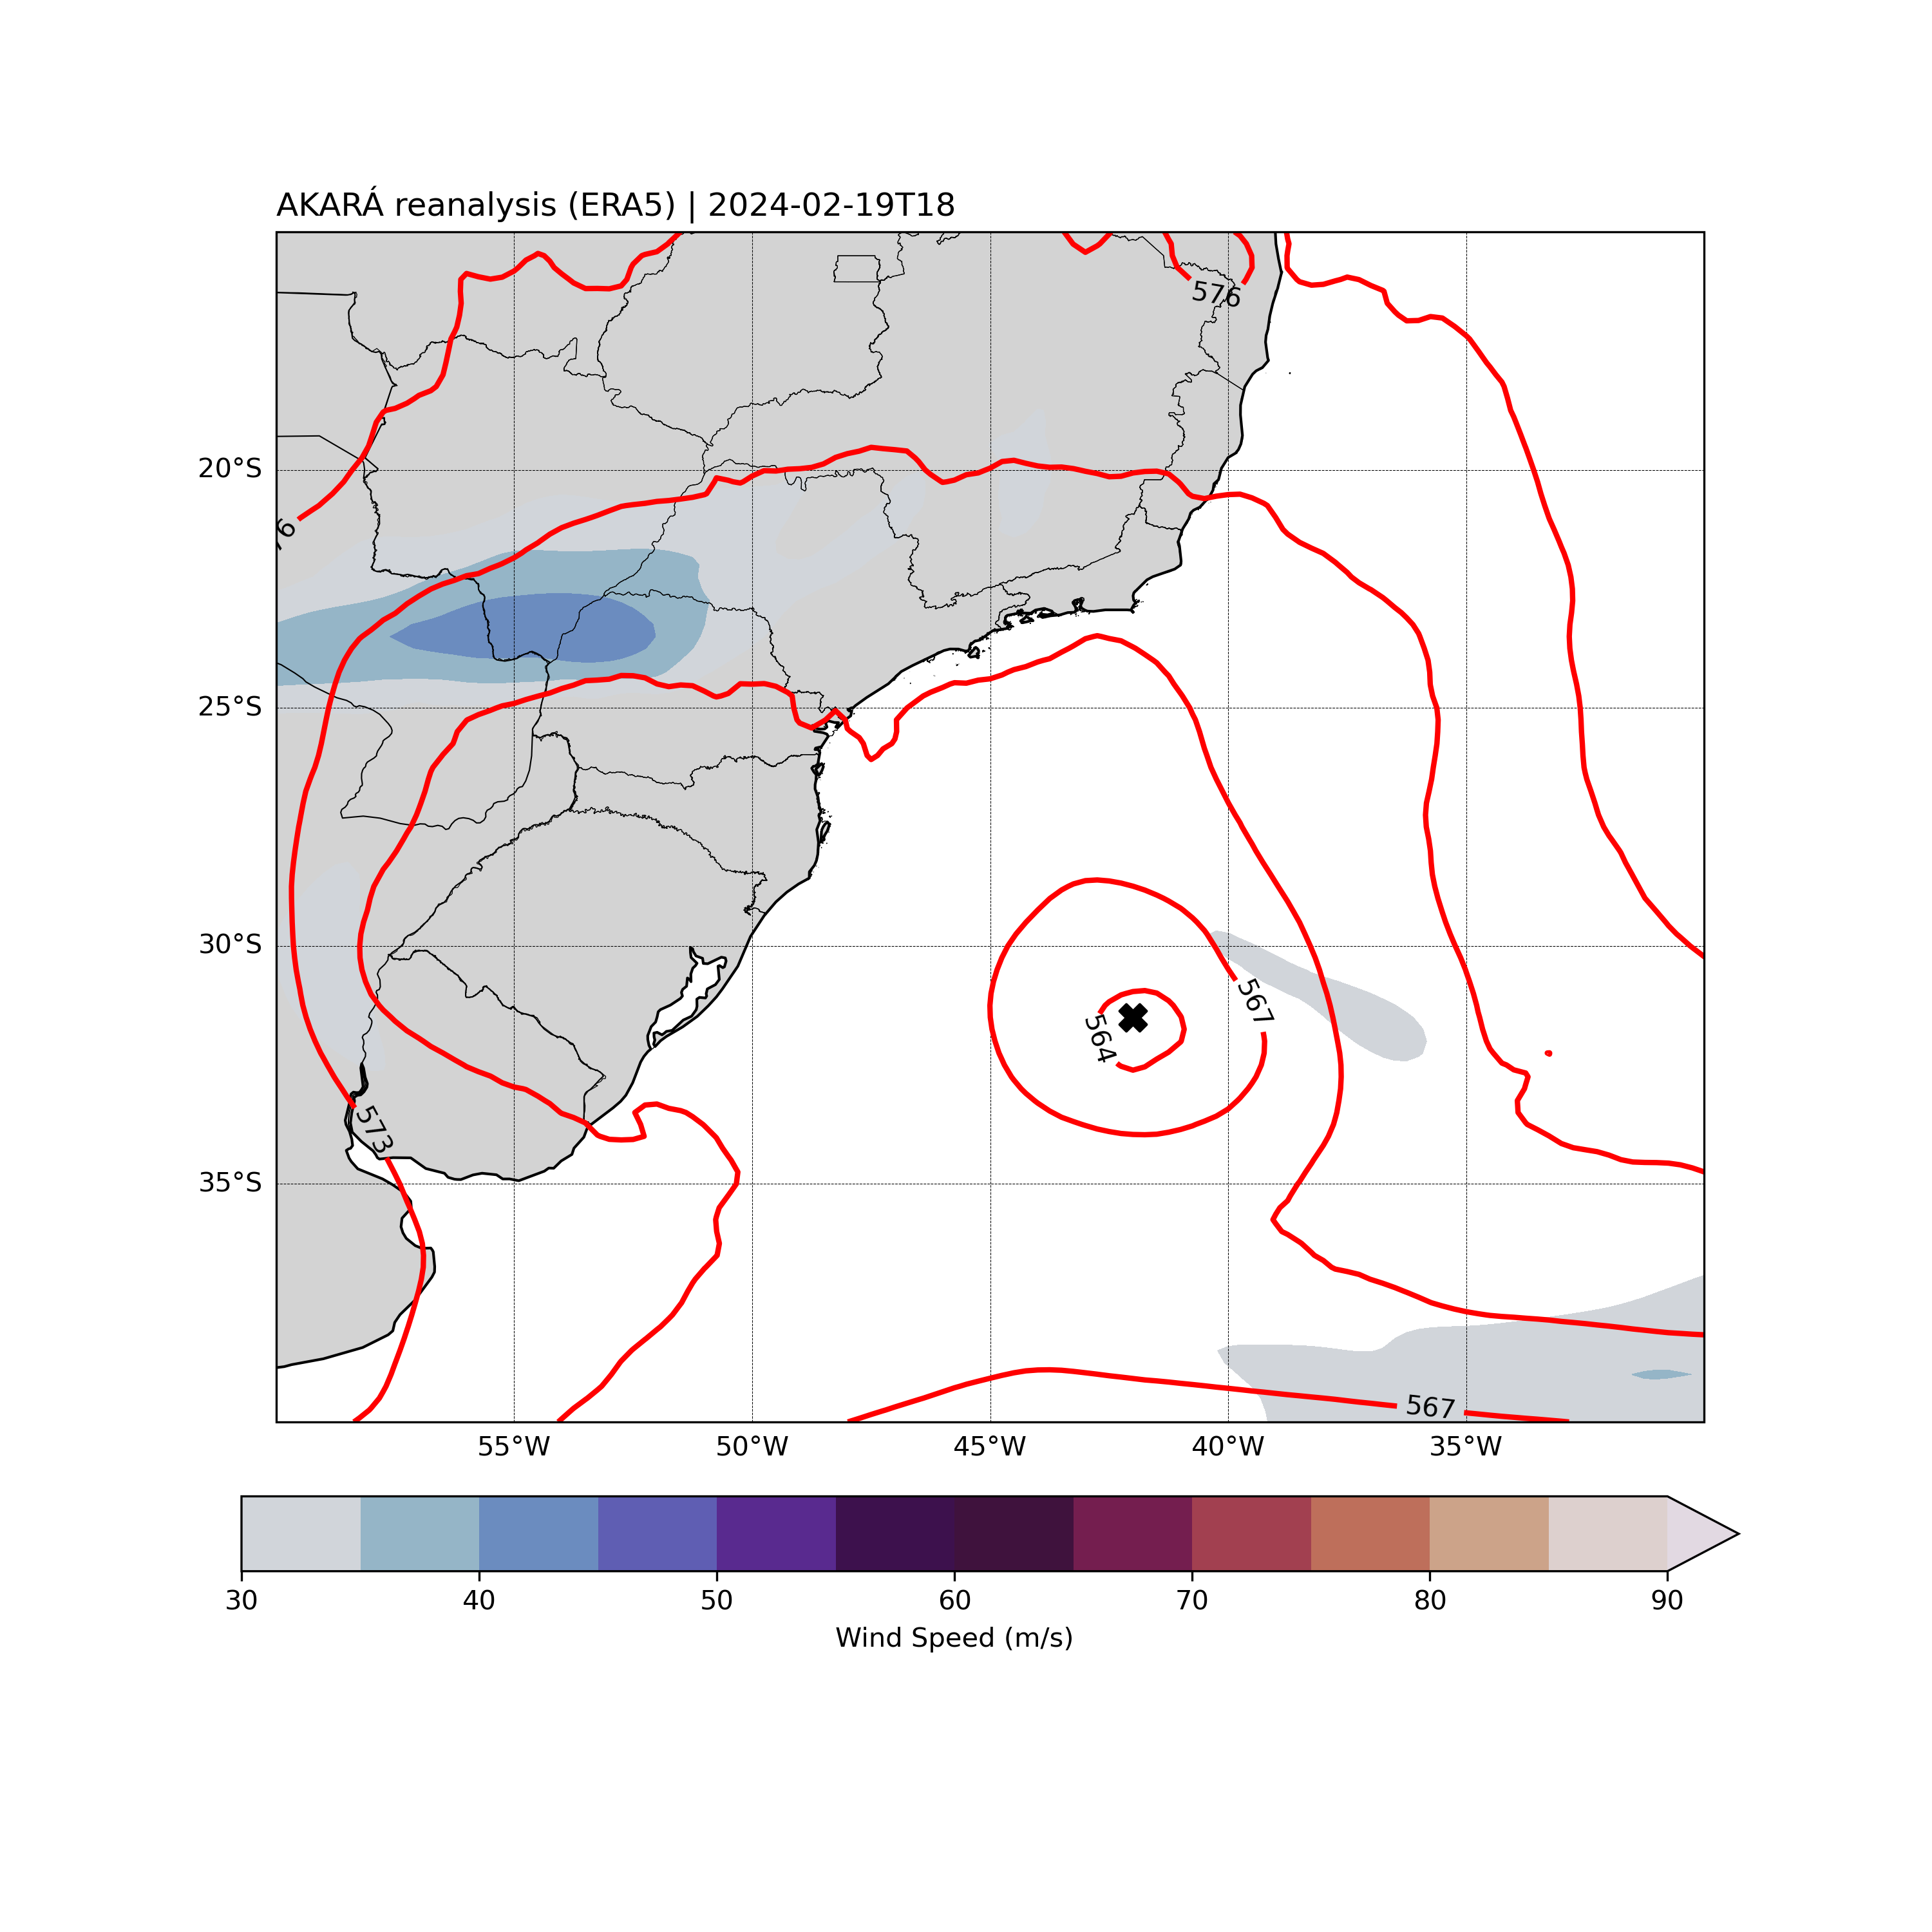 AKARÁ reanalysis (ERA5) | 2024-02-19T18
576
76
20°S
25°S
30°S
35°S
567
564
573
567
55°W
50°W
45°W
40°W
35°W
30
40
50
60
70
80
90
Wind Speed (m/s)